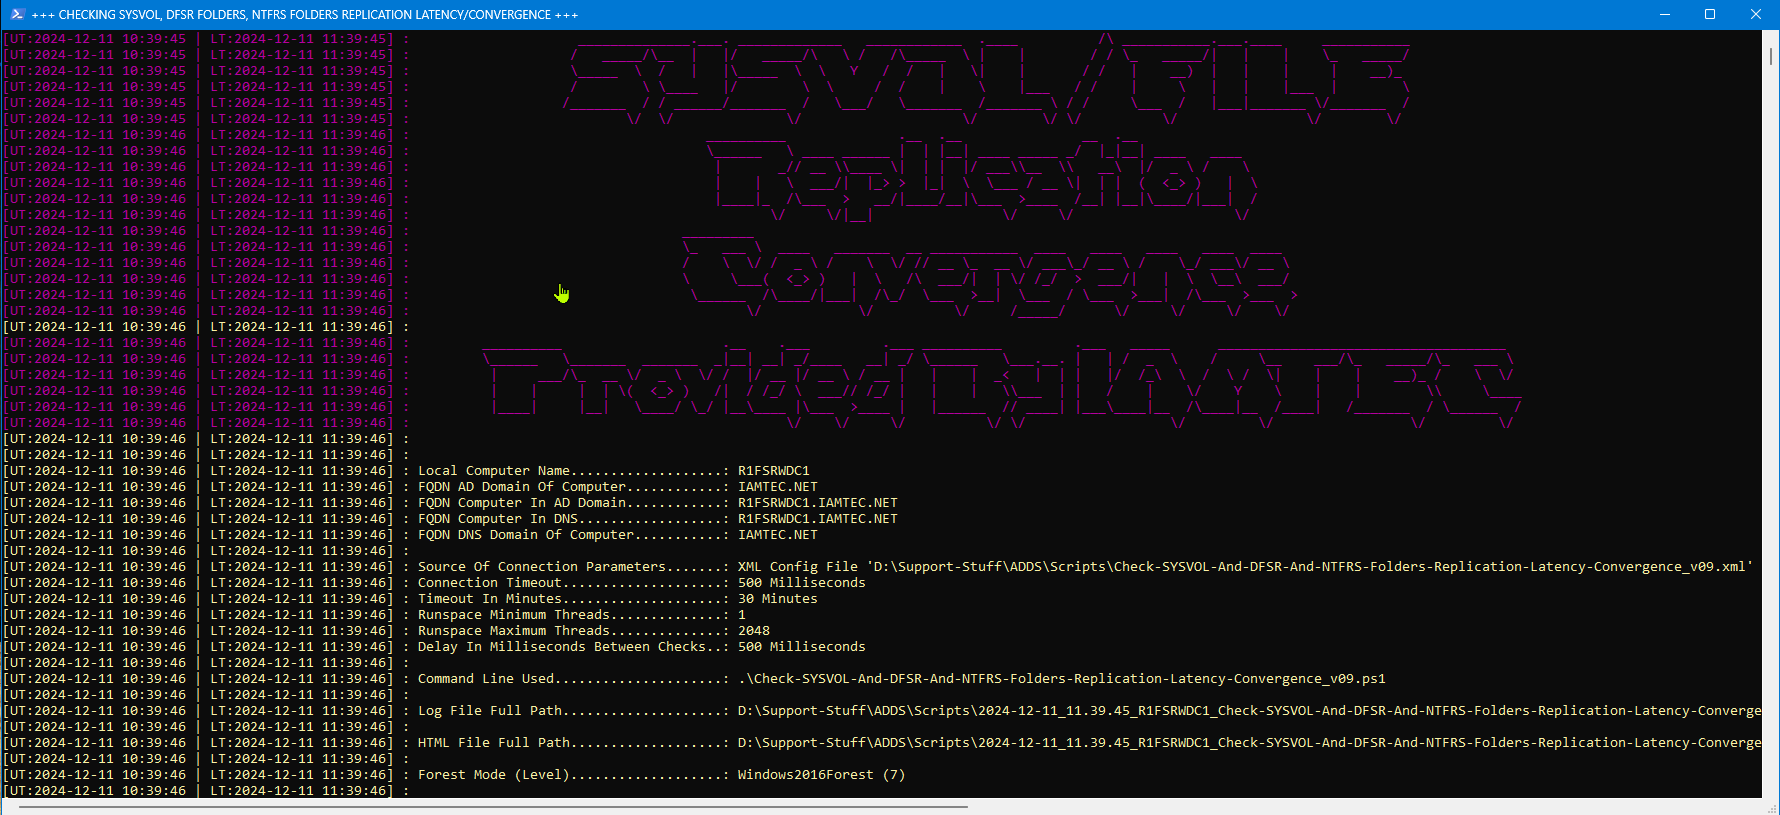 +++ CHECKING SYSVOL, DFSR FOLDERS, NTFRS FOLDERS REPLICATION LATENCY/CONVERGENCE +++
[UT:2024-12-11 10:39:45 | LT:2024-12-11 11:39:45] :
[UT:2024-12-11 10:39:45 | LT:2024-12-11 11:39:45] :
[UT:2024-12-11 10:39:45 | LT:2024-12-11 11:39:45] : SYSVOL/FILE
[UT:2024-12-11 10:39:45 | LT:2024-12-11 11:39:45] :
[UT:2024-12-11 10:39:45 | LT:2024-12-11 11:39:45] :
[UT:2024-12-11 10:39:45 | LT:2024-12-11 11:39:45] :
[UT:2024-12-11 10:39:46 | LT:2024-12-11 11:39:46] :
[UT:2024-12-11 10:39:46 | LT:2024-12-11 11:39:46] :
[UT:2024-12-11 10:39:46 | LT:2024-12-11 11:39:46] :
[UT:2024-12-11 10:39:46 | LT:2024-12-11 11:39:46] : Replication
[UT:2024-12-11 10:39:46 | LT:2024-12-11 11:39:46] :
[UT:2024-12-11 10:39:46 | LT:2024-12-11 11:39:46] :
[UT:2024-12-11 10:39:46 | LT:2024-12-11 11:39:46] :
[UT:2024-12-11 10:39:46 | LT:2024-12-11 11:39:46] :
[UT:2024-12-11 10:39:46 | LT:2024-12-11 11:39:46] :
[UT:2024-12-11 10:39:46 | LT:2024-12-11 11:39:46] : Convergence
[UT:2024-12-11 10:39:46 | LT:2024-12-11 11:39:46] :
[UT:2024-12-11 10:39:46 | LT:2024-12-11 11:39:46] :
[UT:2024-12-11 10:39:46 | LT:2024-12-11 11:39:46] :
[UT:2024-12-11 10:39:46 | LT:2024-12-11 11:39:46] :
[UT:2024-12-11 10:39:46 | LT:2024-12-11 11:39:46] :
[UT:2024-12-11 10:39:46 | LT:2024-12-11 11:39:46] : Provided By IAMTEC
[UT:2024-12-11 10:39:46 | LT:2024-12-11 11:39:46] :
[UT:2024-12-11 10:39:46 | LT:2024-12-11 11:39:46] :
[UT:2024-12-11 10:39:46 | LT:2024-12-11 11:39:46] :
[UT:2024-12-11 10:39:46 | LT:2024-12-11 11:39:46] :
[UT:2024-12-11 10:39:46 | LT:2024-12-11 11:39:46] :
[UT:2024-12-11 10:39:46 | LT:2024-12-11 11:39:46] : Local Computer Name...................: R1FSRWDC1
[UT:2024-12-11 10:39:46 | LT:2024-12-11 11:39:46] : FQDN AD Domain Of Computer............: IAMTEC.NET
[UT:2024-12-11 10:39:46 | LT:2024-12-11 11:39:46] : FQDN Computer In AD Domain............: R1FSRWDC1.IAMTEC.NET
[UT:2024-12-11 10:39:46 | LT:2024-12-11 11:39:46] : FQDN Computer In DNS..................: R1FSRWDC1.IAMTEC.NET
[UT:2024-12-11 10:39:46 | LT:2024-12-11 11:39:46] : FQDN DNS Domain Of Computer...........: IAMTEC.NET
[UT:2024-12-11 10:39:46 | LT:2024-12-11 11:39:46] :
[UT:2024-12-11 10:39:46 | LT:2024-12-11 11:39:46] : Source Of Connection Parameters.......: XML Config File 'D:\Support-Stuff\ADDS\Scripts\Check-SYSVOL-And-DFSR-And-NTFRS-Folders-Replication-Latency-Convergence_v09.xml'
[UT:2024-12-11 10:39:46 | LT:2024-12-11 11:39:46] : Connection Timeout....................: 500 Milliseconds
[UT:2024-12-11 10:39:46 | LT:2024-12-11 11:39:46] : Timeout In Minutes....................: 30 Minutes
[UT:2024-12-11 10:39:46 | LT:2024-12-11 11:39:46] : Runspace Minimum Threads..............: 1
[UT:2024-12-11 10:39:46 | LT:2024-12-11 11:39:46] : Runspace Maximum Threads..............: 2048
[UT:2024-12-11 10:39:46 | LT:2024-12-11 11:39:46] : Delay In Milliseconds Between Checks..: 500 Milliseconds
[UT:2024-12-11 10:39:46 | LT:2024-12-11 11:39:46] :
[UT:2024-12-11 10:39:46 | LT:2024-12-11 11:39:46] : Command Line Used.....................: .\Check-SYSVOL-And-DFSR-And-NTFRS-Folders-Replication-Latency-Convergence_v09.ps1
[UT:2024-12-11 10:39:46 | LT:2024-12-11 11:39:46] :
[UT:2024-12-11 10:39:46 | LT:2024-12-11 11:39:46] : Log File Full Path....................: D:\Support-Stuff\ADDS\Scripts\2024-12-11_11.39.45_R1FSRWDC1_Check-SYSVOL-And-DFSR-And-NTFRS-Folders-Replication-Latency-Converge
[UT:2024-12-11 10:39:46 | LT:2024-12-11 11:39:46] :
[UT:2024-12-11 10:39:46 | LT:2024-12-11 11:39:46] : HTML File Full Path...................: D:\Support-Stuff\ADDS\Scripts\2024-12-11_11.39.45_R1FSRWDC1_Check-SYSVOL-And-DFSR-And-NTFRS-Folders-Replication-Latency-Converge
[UT:2024-12-11 10:39:46 | LT:2024-12-11 11:39:46] :
[UT:2024-12-11 10:39:46 | LT:2024-12-11 11:39:46] : Forest Mode (Level)...................: Windows2016Forest (7)
[UT:2024-12-11 10:39:46 | LT:2024-12-11 11:39:46] :